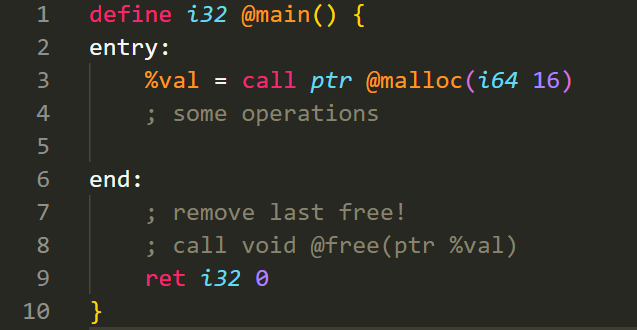 1 define i32 @main() {
2 entry:
3     %val = call ptr @malloc(i64 16)
4     ; some operations
5
6 end:
7     ; remove last free!
8     ; call void @free(ptr %val)
9     ret i32 0
10 }